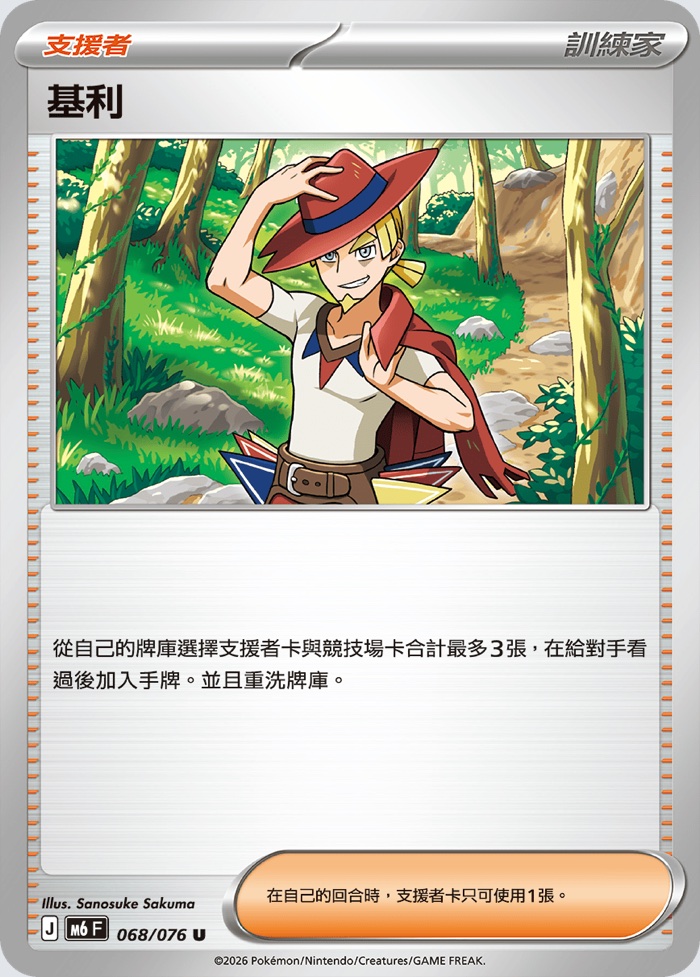 支援者
訓練家
基利
從自己的牌庫選擇支援者卡與競技場卡合計最多3張，在給對手看
過後加入手牌。並且重洗牌庫。
在自己的回合時，支援者卡只可使用1張。
Illus. Sanosuke Sakuma
J M6 F 068/076 U
©2026 Pokémon/Nintendo/Creatures/GAME FREAK.